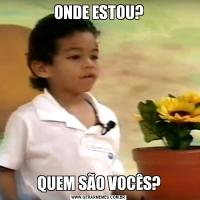 ONDE ESTOU?
QUEM SÃO VOCÊS?
WWW.GERARMEMES.COM.BR